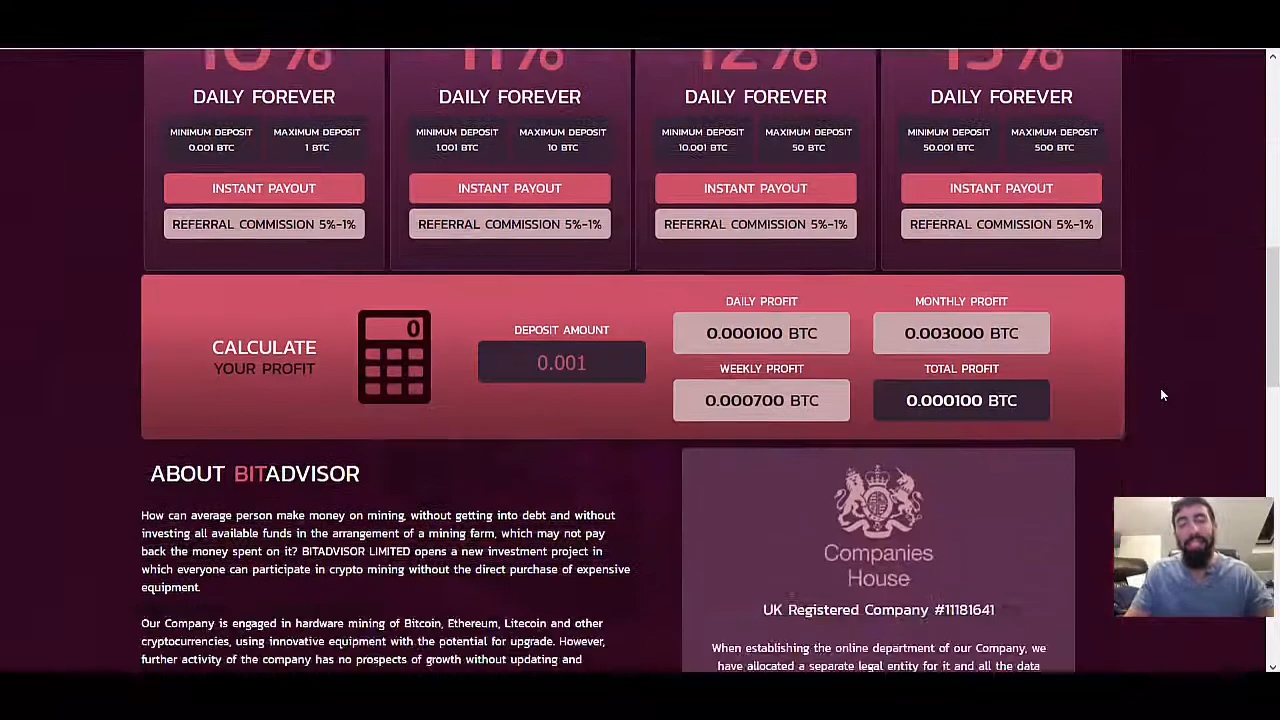 10% 11% 12%
DAILY FOREVER DAILY FOREVER DAILY FOREVER DAILY FOREVER
MINIMUM DEPOSIT MAXIMUM DEPOSIT MINIMUM DEPOSIT MAXIMUM DEPOSIT MINIMUM DEPOSIT MAXIMUM DEPOSIT MINIMUM DEPOSIT MAXIMUM DEPOSIT
0.001 BTC 1 BTC 1.001 BTC 10 BTC 10.001 BTC 50 BTC 50.001 BTC 500 BTC
INSTANT PAYOUT INSTANT PAYOUT INSTANT PAYOUT INSTANT PAYOUT
REFERRAL COMMISSION 5%-1% REFERRAL COMMISSION 5%-1% REFERRAL COMMISSION 5%-1% REFERRAL COMMISSION 5%-1%
CALCULATE
YOUR PROFIT
0
DEPOSIT AMOUNT
0.001
DAILY PROFIT MONTHLY PROFIT
0.000100 BTC 0.003000 BTC
WEEKLY PROFIT TOTAL PROFIT
0.000700 BTC 0.000100 BTC
ABOUT BITADVISOR
How can average person make money on mining, without getting into debt and without
investing all available funds in the arrangement of a mining farm, which may not pay
back the money spent on it? BITADVISOR LIMITED opens a new investment project in
which everyone can participate in crypto mining without the direct purchase of expensive
equipment.
Our Company is engaged in hardware mining of Bitcoin, Ethereum, Litecoin and other
cryptocurrencies, using innovative equipment with the potential for upgrade. However,
further activity of the company has no prospects of growth without updating and
Companies
House
UK Registered Company #11181641
When establishing the online department of our Company, we
have allocated a separate legal entity for it and all the data